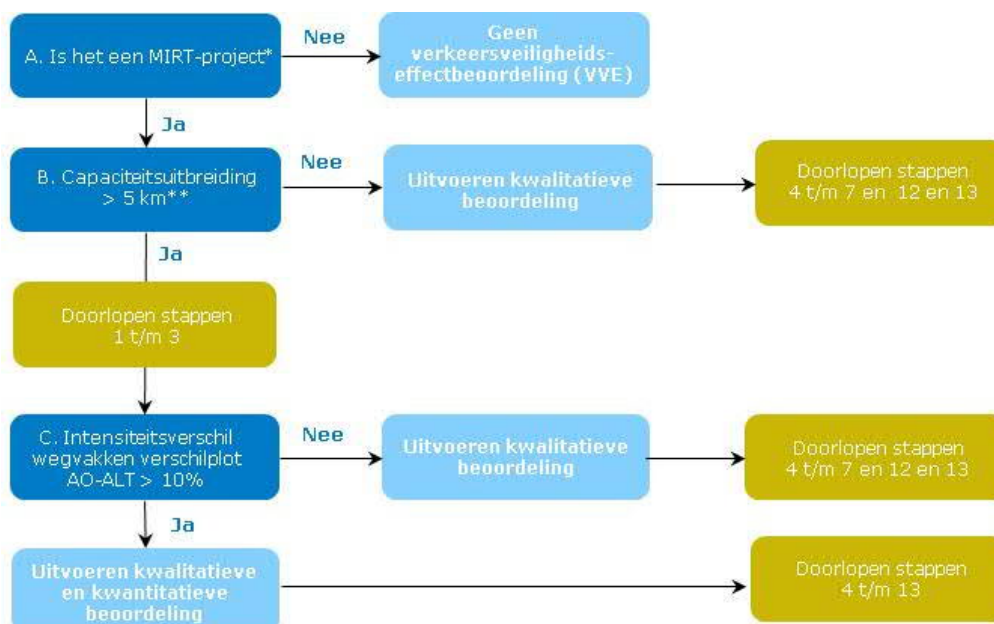 A. Is het een MIRT-project*
Nee
Geen
verkeersveiligheids-
effectbeoordeling (VVE)
Ja
B. Capaciteitsuitbreiding
> 5 km**
Nee
Uitvoeren kwalitatieve
beoordeling
Doorlopen stappen
4 t/m 7 en 12 en 13
Ja
Doorlopen stappen
1 t/m 3
C. Intensiteitsverschil
wegvakken verschilplot
AO-ALT > 10%
Nee
Uitvoeren kwalitatieve
beoordeling
Doorlopen stappen
4 t/m 7 en 12 en 13
Ja
Uitvoeren kwalitatieve
en kwantitatieve
beoordeling
Doorlopen stappen
4 t/m 13